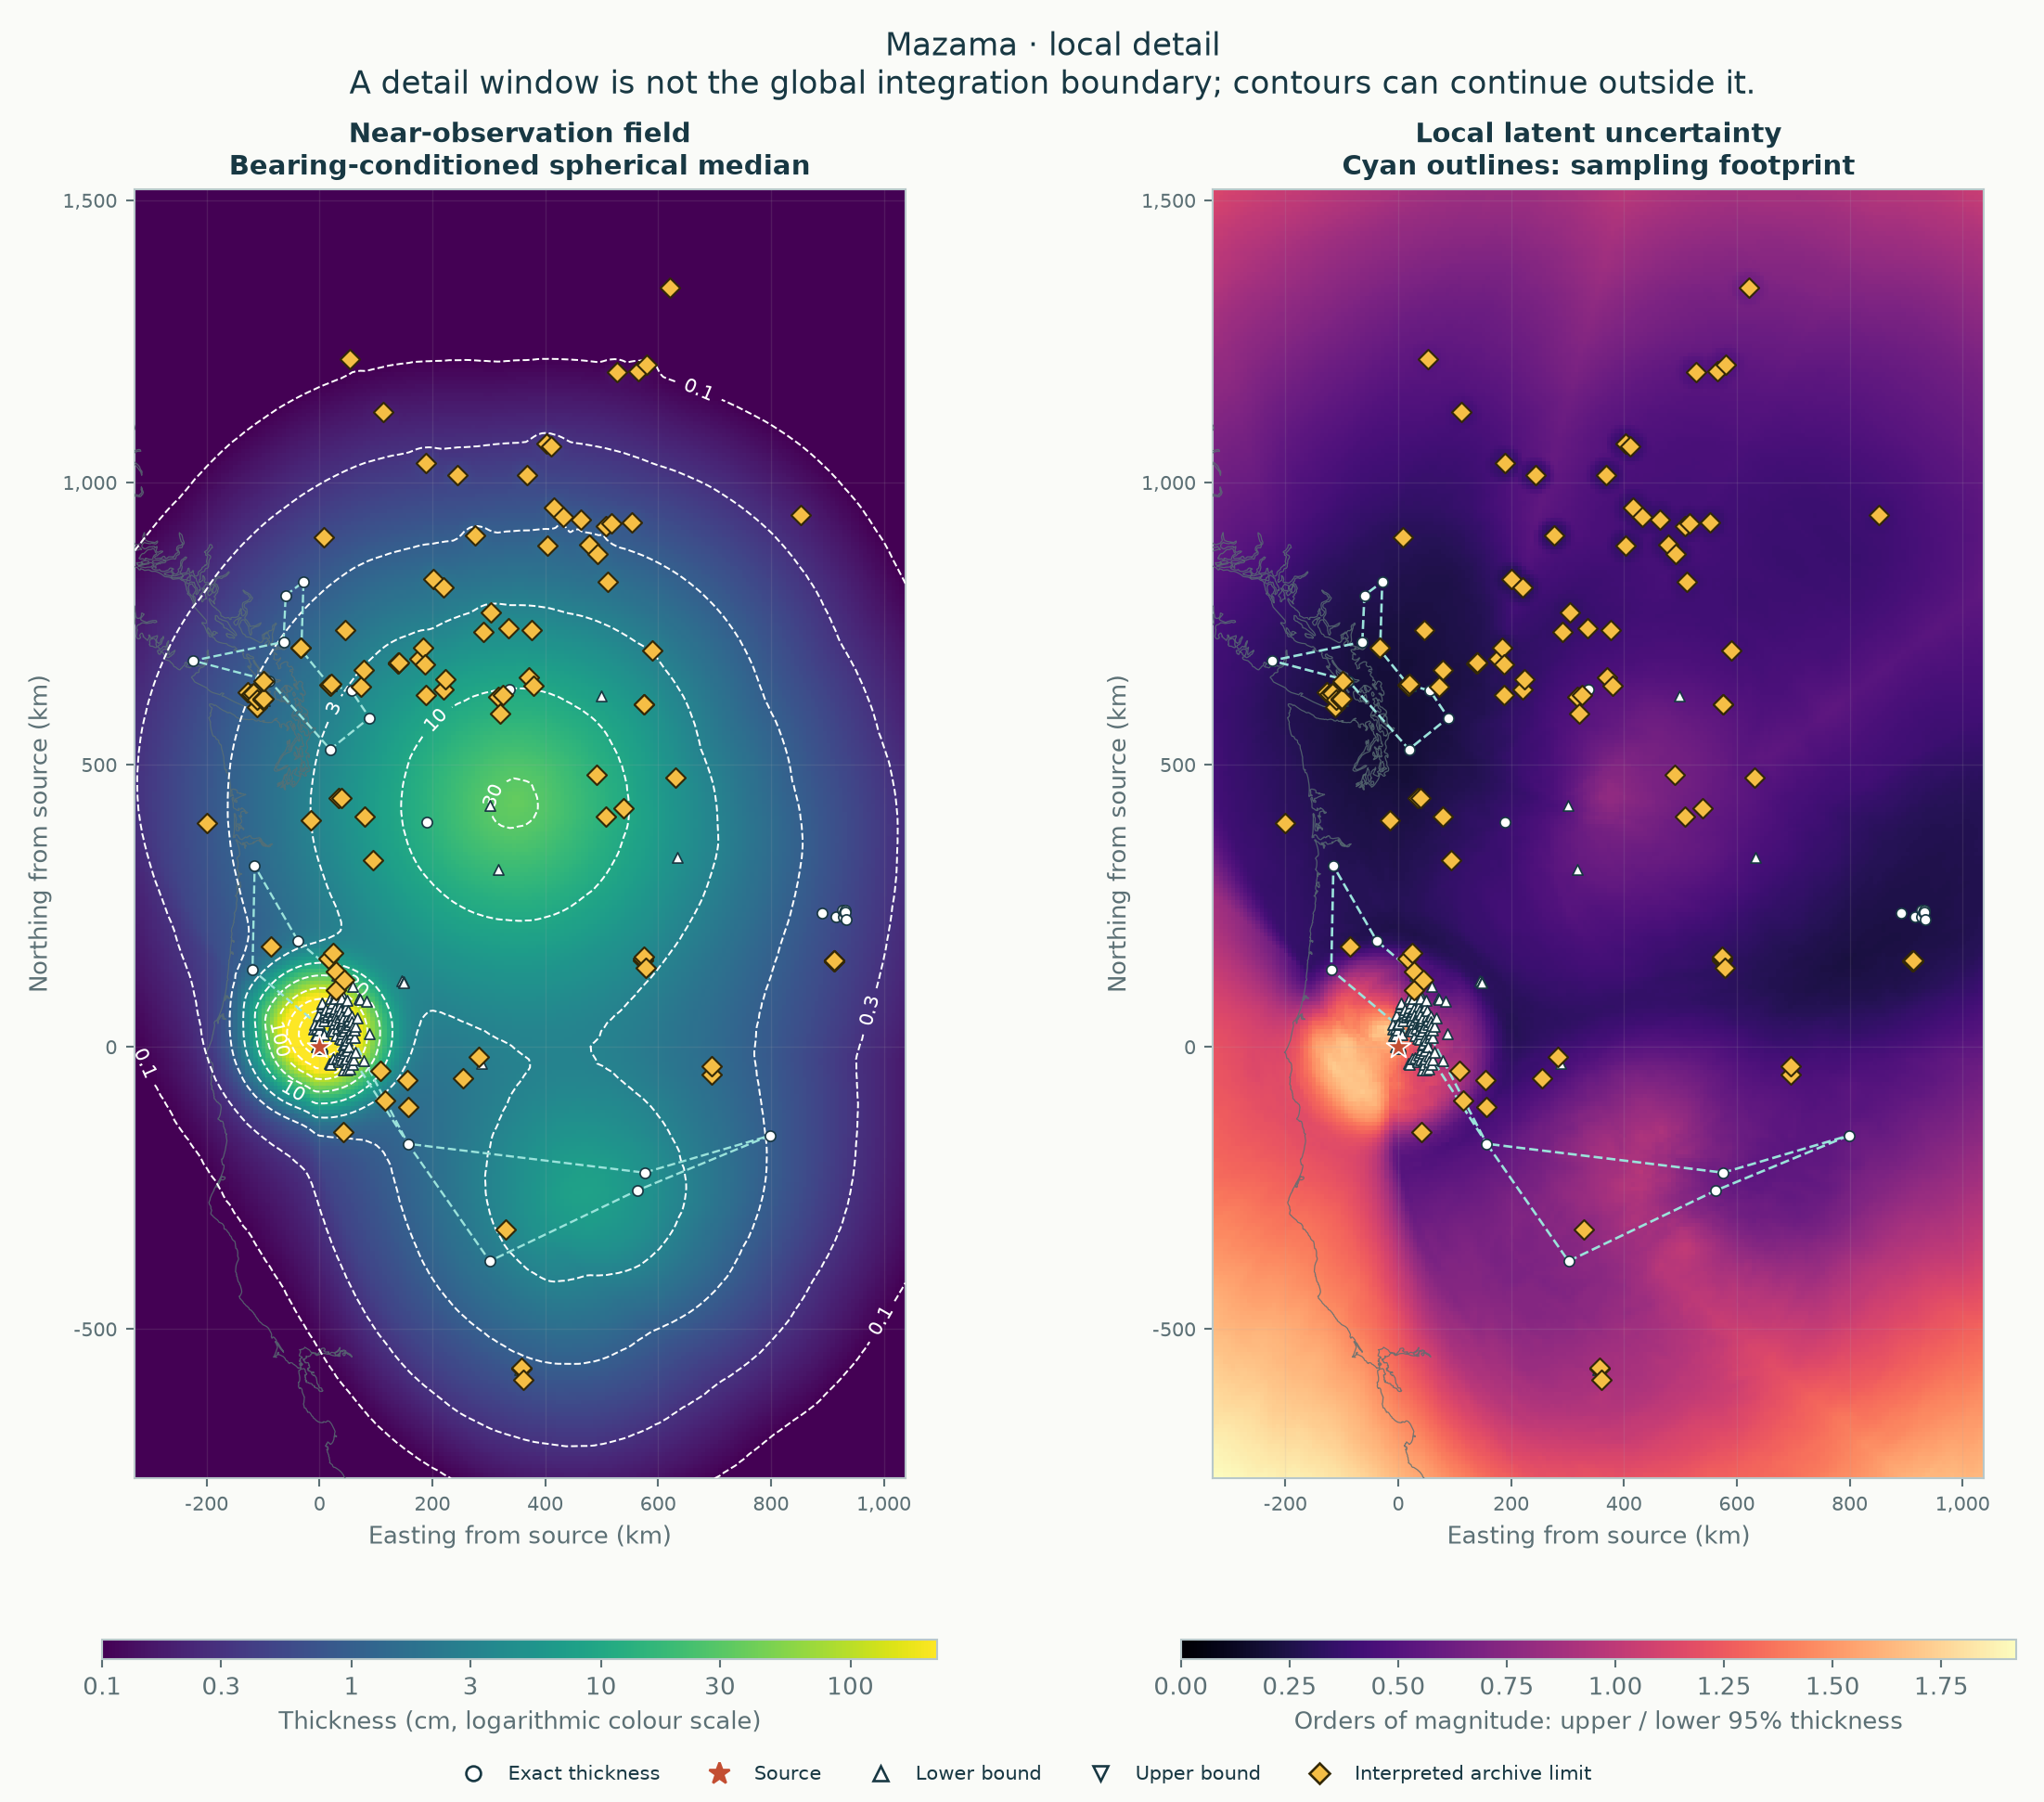 Mazama · local detail
A detail window is not the global integration boundary; contours can continue outside it.
Near-observation field
Bearing-conditioned spherical median
Local latent uncertainty
Cyan outlines: sampling footprint
1,500
1,000
500
0
-500
Northing from source (km)
0.1
3
10
30
0.3
100
10
0.1
0.1
-200
0
200
400
600
800
1,000
Easting from source (km)
1,500
1,000
500
0
-500
Northing from source (km)
-200
0
200
400
600
800
1,000
Easting from source (km)
0.1
0.3
1
3
10
30
100
Thickness (cm, logarithmic colour scale)
0.00
0.25
0.50
0.75
1.00
1.25
1.50
1.75
Orders of magnitude: upper / lower 95% thickness
Exact thickness
Source
Lower bound
Upper bound
Interpreted archive limit